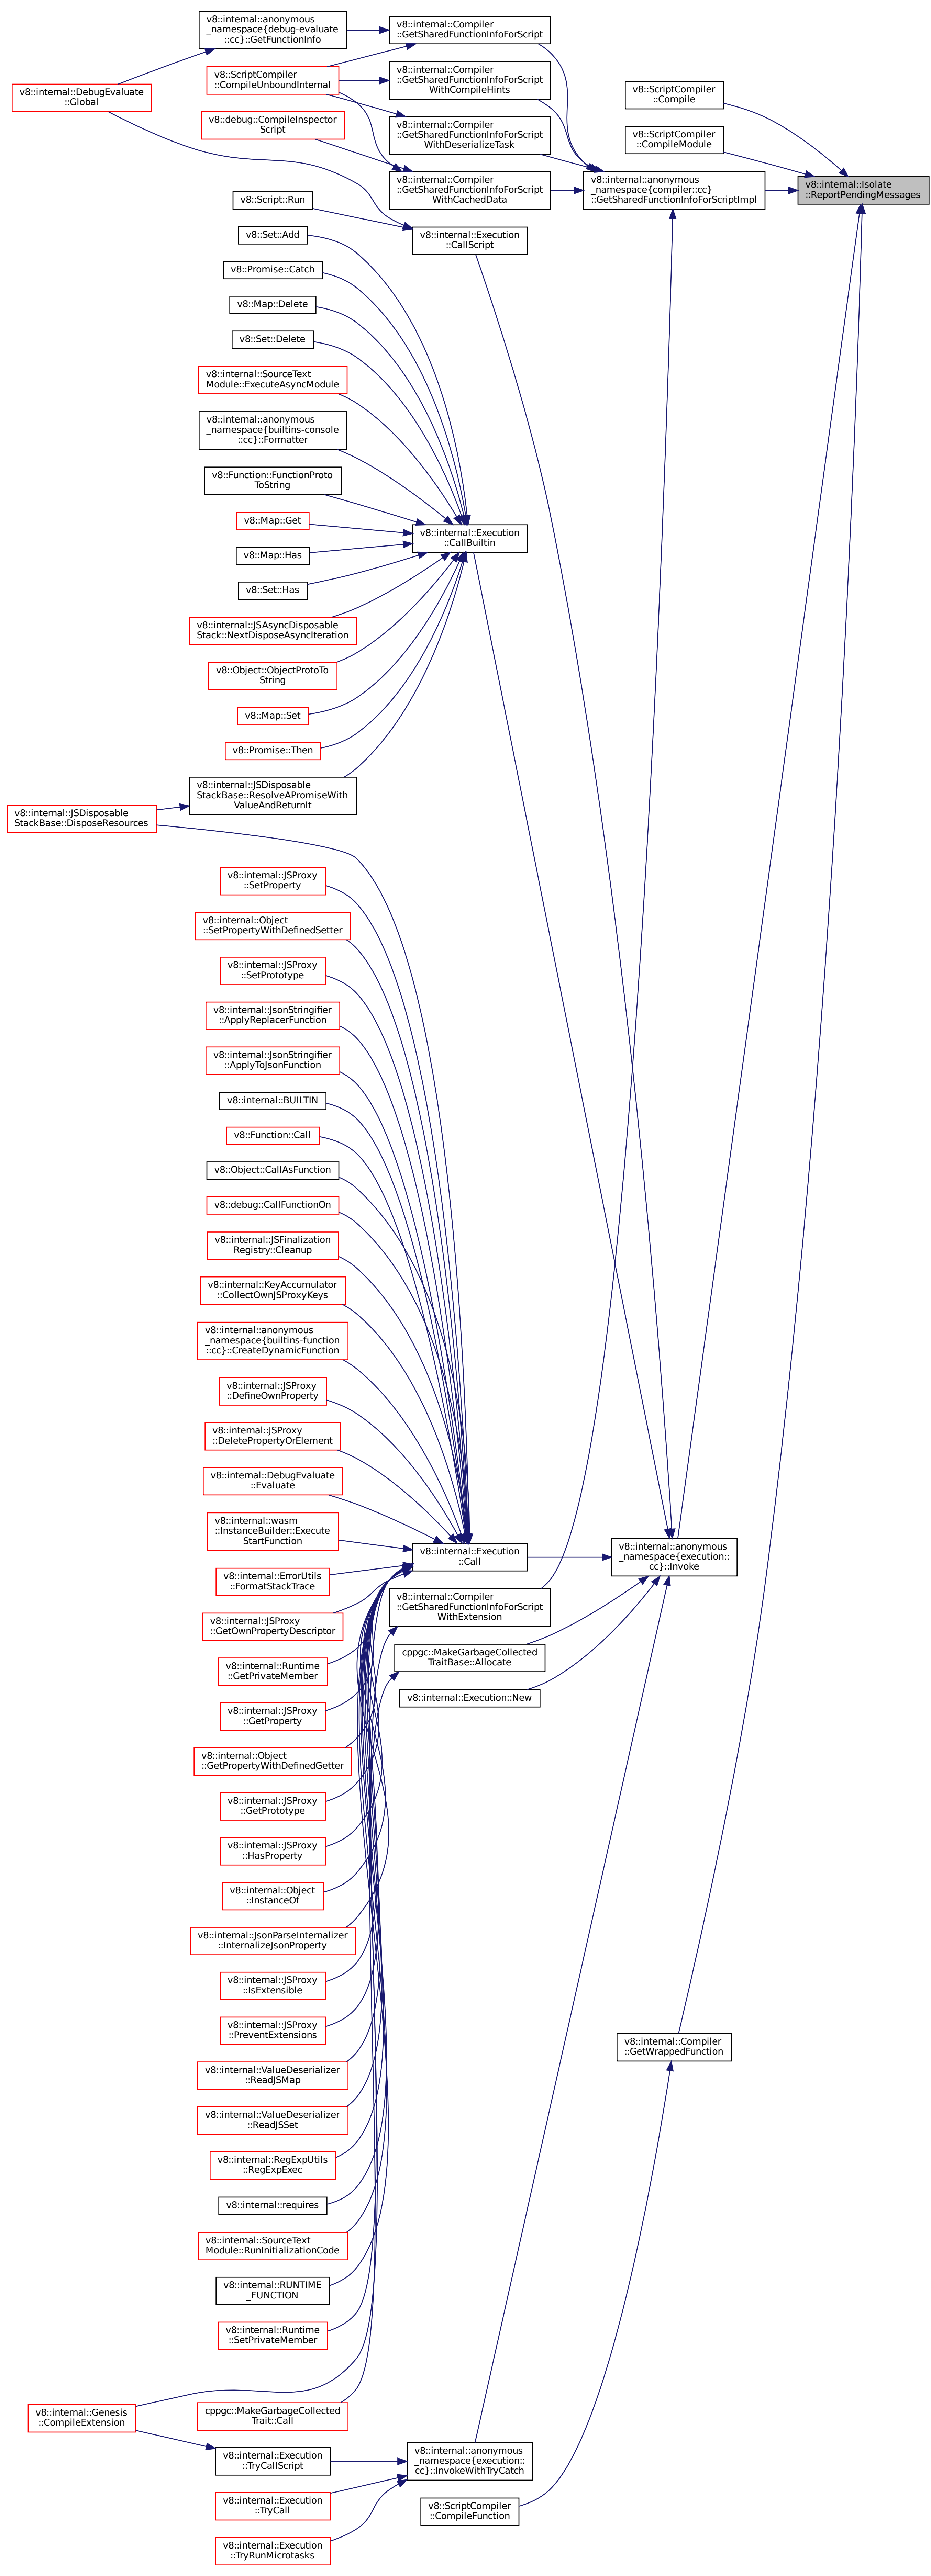 v8::internal::anonymous
_namespace{debug-evaluate
::cc}::GetFunctionInfo
v8::internal::Compiler
::GetSharedFunctionInfoForScript
v8::ScriptCompiler
::CompileUnboundInternal
v8::internal::Compiler
::GetSharedFunctionInfoForScript
WithCompileHints
v8::internal::DebugEvaluate
::Global
v8::ScriptCompiler
::Compile
v8::debug::CompileInspector
Script
v8::internal::Compiler
::GetSharedFunctionInfoForScript
WithDeserializeTask
v8::ScriptCompiler
::CompileModule
v8::internal::Compiler
::GetSharedFunctionInfoForScript
WithCachedData
v8::internal::anonymous
_namespace{compiler::cc}
::GetSharedFunctionInfoForScriptImpl
v8::internal::Isolate
::ReportPendingMessages
v8::Script::Run
v8::Set::Add
v8::internal::Execution
::CallScript
v8::Promise::Catch
v8::Map::Delete
v8::Set::Delete
v8::internal::SourceText
Module::ExecuteAsyncModule
v8::internal::anonymous
_namespace{builtins-console
::cc}::Formatter
v8::Function::FunctionProto
ToString
v8::Map::Get
v8::internal::Execution
::CallBuiltin
v8::Map::Has
v8::Set::Has
v8::internal::JSAsyncDisposable
Stack::NextDisposeAsyncIteration
v8::Object::ObjectProtoTo
String
v8::Map::Set
v8::Promise::Then
v8::internal::JSDisposable
StackBase::ResolveAPromiseWith
ValueAndReturnIt
v8::internal::JSDisposable
StackBase::DisposeResources
v8::internal::JSProxy
::SetProperty
v8::internal::Object
::SetPropertyWithDefinedSetter
v8::internal::JSProxy
::SetPrototype
v8::internal::JsonStringifier
::ApplyReplacerFunction
v8::internal::JsonStringifier
::ApplyToJsonFunction
v8::internal::BUILTIN
v8::Function::Call
v8::Object::CallAsFunction
v8::debug::CallFunctionOn
v8::internal::JSFinalization
Registry::Cleanup
v8::internal::KeyAccumulator
::CollectOwnJSProxyKeys
v8::internal::anonymous
_namespace{builtins-function
::cc}::CreateDynamicFunction
v8::internal::JSProxy
::DefineOwnProperty
v8::internal::JSProxy
::DeletePropertyOrElement
v8::internal::DebugEvaluate
::Evaluate
v8::internal::wasm
::InstanceBuilder::Execute
StartFunction
v8::internal::Execution
::Call
v8::internal::anonymous
_namespace{execution::
cc}::Invoke
v8::internal::ErrorUtils
::FormatStackTrace
v8::internal::Compiler
::GetSharedFunctionInfoForScript
WithExtension
v8::internal::JSProxy
::GetOwnPropertyDescriptor
cppgc::MakeGarbageCollected
TraitBase::Allocate
v8::internal::Runtime
::GetPrivateMember
v8::internal::Execution::New
v8::internal::JSProxy
::GetProperty
v8::internal::Object
::GetPropertyWithDefinedGetter
v8::internal::JSProxy
::GetPrototype
v8::internal::JSProxy
::HasProperty
v8::internal::Object
::InstanceOf
v8::internal::JsonParseInternalizer
::InternalizeJsonProperty
v8::internal::JSProxy
::IsExtensible
v8::internal::JSProxy
::PreventExtensions
v8::internal::Compiler
::GetWrappedFunction
v8::internal::ValueDeserializer
::ReadJSMap
v8::internal::ValueDeserializer
::ReadJSSet
v8::internal::RegExpUtils
::RegExpExec
v8::internal::requires
v8::internal::SourceText
Module::RunInitializationCode
v8::internal::RUNTIME
_FUNCTION
v8::internal::Runtime
::SetPrivateMember
v8::internal::Genesis
::CompileExtension
cppgc::MakeGarbageCollected
Trait::Call
v8::internal::Execution
::TryCallScript
v8::internal::anonymous
_namespace{execution::
cc}::InvokeWithTryCatch
v8::internal::Execution
::TryCall
v8::ScriptCompiler
::CompileFunction
v8::internal::Execution
::TryRunMicrotasks